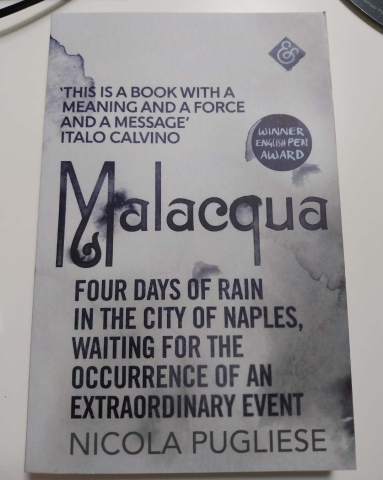 &
'THIS IS A BOOK WITH A
MEANING AND A FORCE
AND A MESSAGE'
ITALO CALVINO
WINNER
ENGLISH PEN
AWARD
Malacqua
FOUR DAYS OF RAIN
IN THE CITY OF NAPLES,
WAITING FOR THE
OCCURRENCE OF AN
EXTRAORDINARY EVENT
NICOLA PUGLIESE